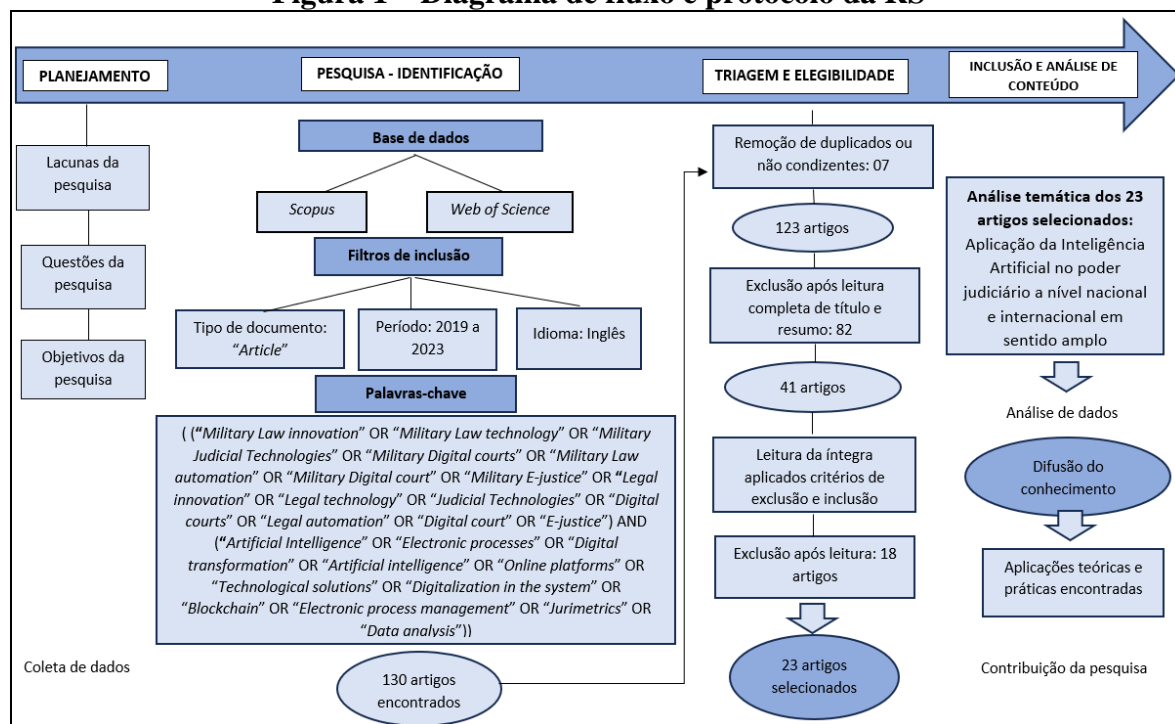 Figura 1 – Diagrama de fluxo e protocolo da RS
PLANEJAMENTO
PESQUISA - IDENTIFICAÇÃO
TRIAGEM E ELEGIBILIDADE
INCLUSÃO E ANÁLISE DE
CONTEÚDO
Lacunas da
pesquisa
Questões da
pesquisa
Objetivos da
pesquisa
Coleta de dados
Base de dados
Scopus
Web of Science
Filtros de inclusão
Tipo de documento:
“Article”
Período: 2019 a
2023
Idioma: Inglês
Palavras-chave
( (“Military Law innovation” OR “Military Law technology” OR “Military
Judicial Technologies” OR “Military Digital courts” OR “Military Law
automation” OR “Military Digital court” OR “Military E-justice” OR “Legal
innovation” OR “Legal technology” OR “Judicial Technologies” OR “Digital
courts” OR “Legal automation” OR “Digital court” OR “E-justice”) AND
(“Artificial Intelligence” OR “Electronic processes” OR “Digital
transformation” OR “Artificial intelligence” OR “Online platforms” OR
“Technological solutions” OR “Digitalization in the system” OR
“Blockchain” OR “Electronic process management” OR “Jurimetrics” OR
“Data analysis”))
130 artigos
encontrados
Remoção de duplicados ou
não condizentes: 07
123 artigos
Exclusão após leitura
completa de título e
resumo: 82
41 artigos
Leitura da íntegra
aplicados critérios de
exclusão e inclusão
Exclusão após leitura: 18
artigos
23 artigos
selecionados
Análise temática dos 23
artigos selecionados:
Aplicação da Inteligência
Artificial no poder
judiciário a nível nacional
e internacional em
sentido amplo
Análise de dados
Difusão do
conhecimento
Aplicações teóricas e
práticas encontradas
Contribuição da pesquisa